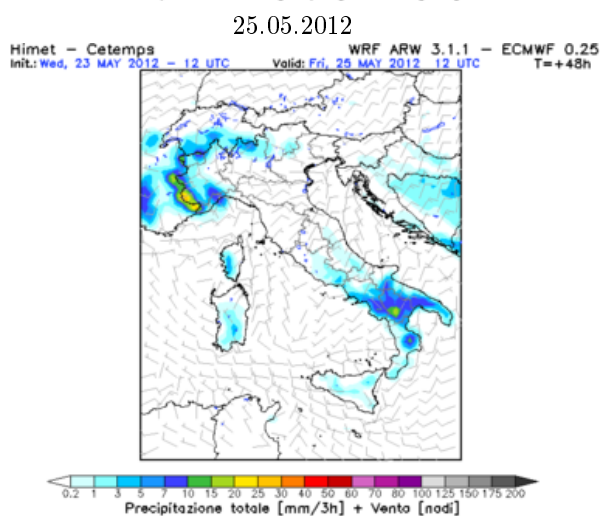 25.05.2012
Himet - Cetemps WRF ARW 3.1.1 - ECMWF 0.25
Init.: Wed, 23 MAY 2012 - 12 UTC Valid: Fri, 25 MAY 2012 12 UTC T=+48h
0.2 1 3 5 7 10 15 20 25 30 40 50 60 70 80 100 125 150 175 200
Precipitazione totale [mm/3h] + Vento [nodi]